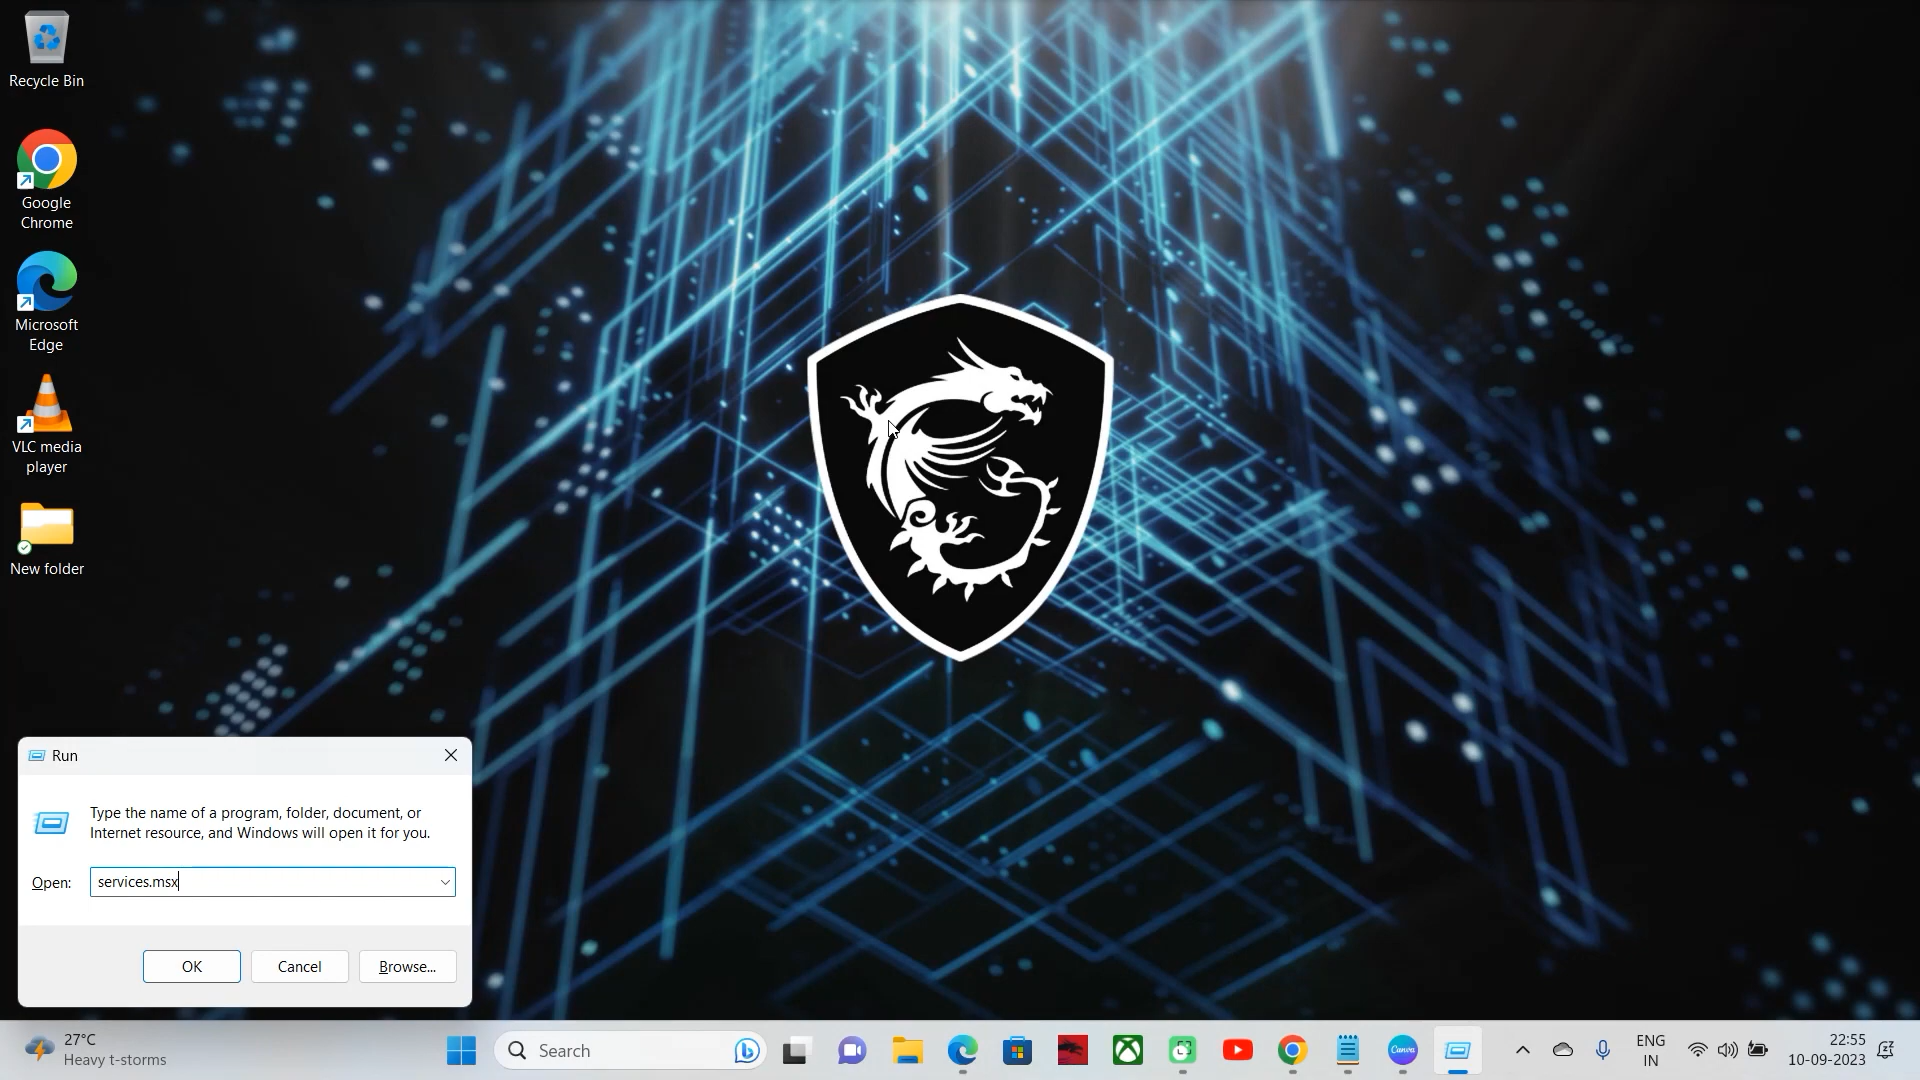 Recycle Bin
Google
Chrome
Microsoft
Edge
VLC media
player
New folder
Run
Type the name of a program, folder, document, or
Internet resource, and Windows will open it for you.
Open:
services.msx
OK
Cancel
Browse...
27°C
Heavy t-storms
Search
Canva
ENG
IN
22:55
10-09-2023